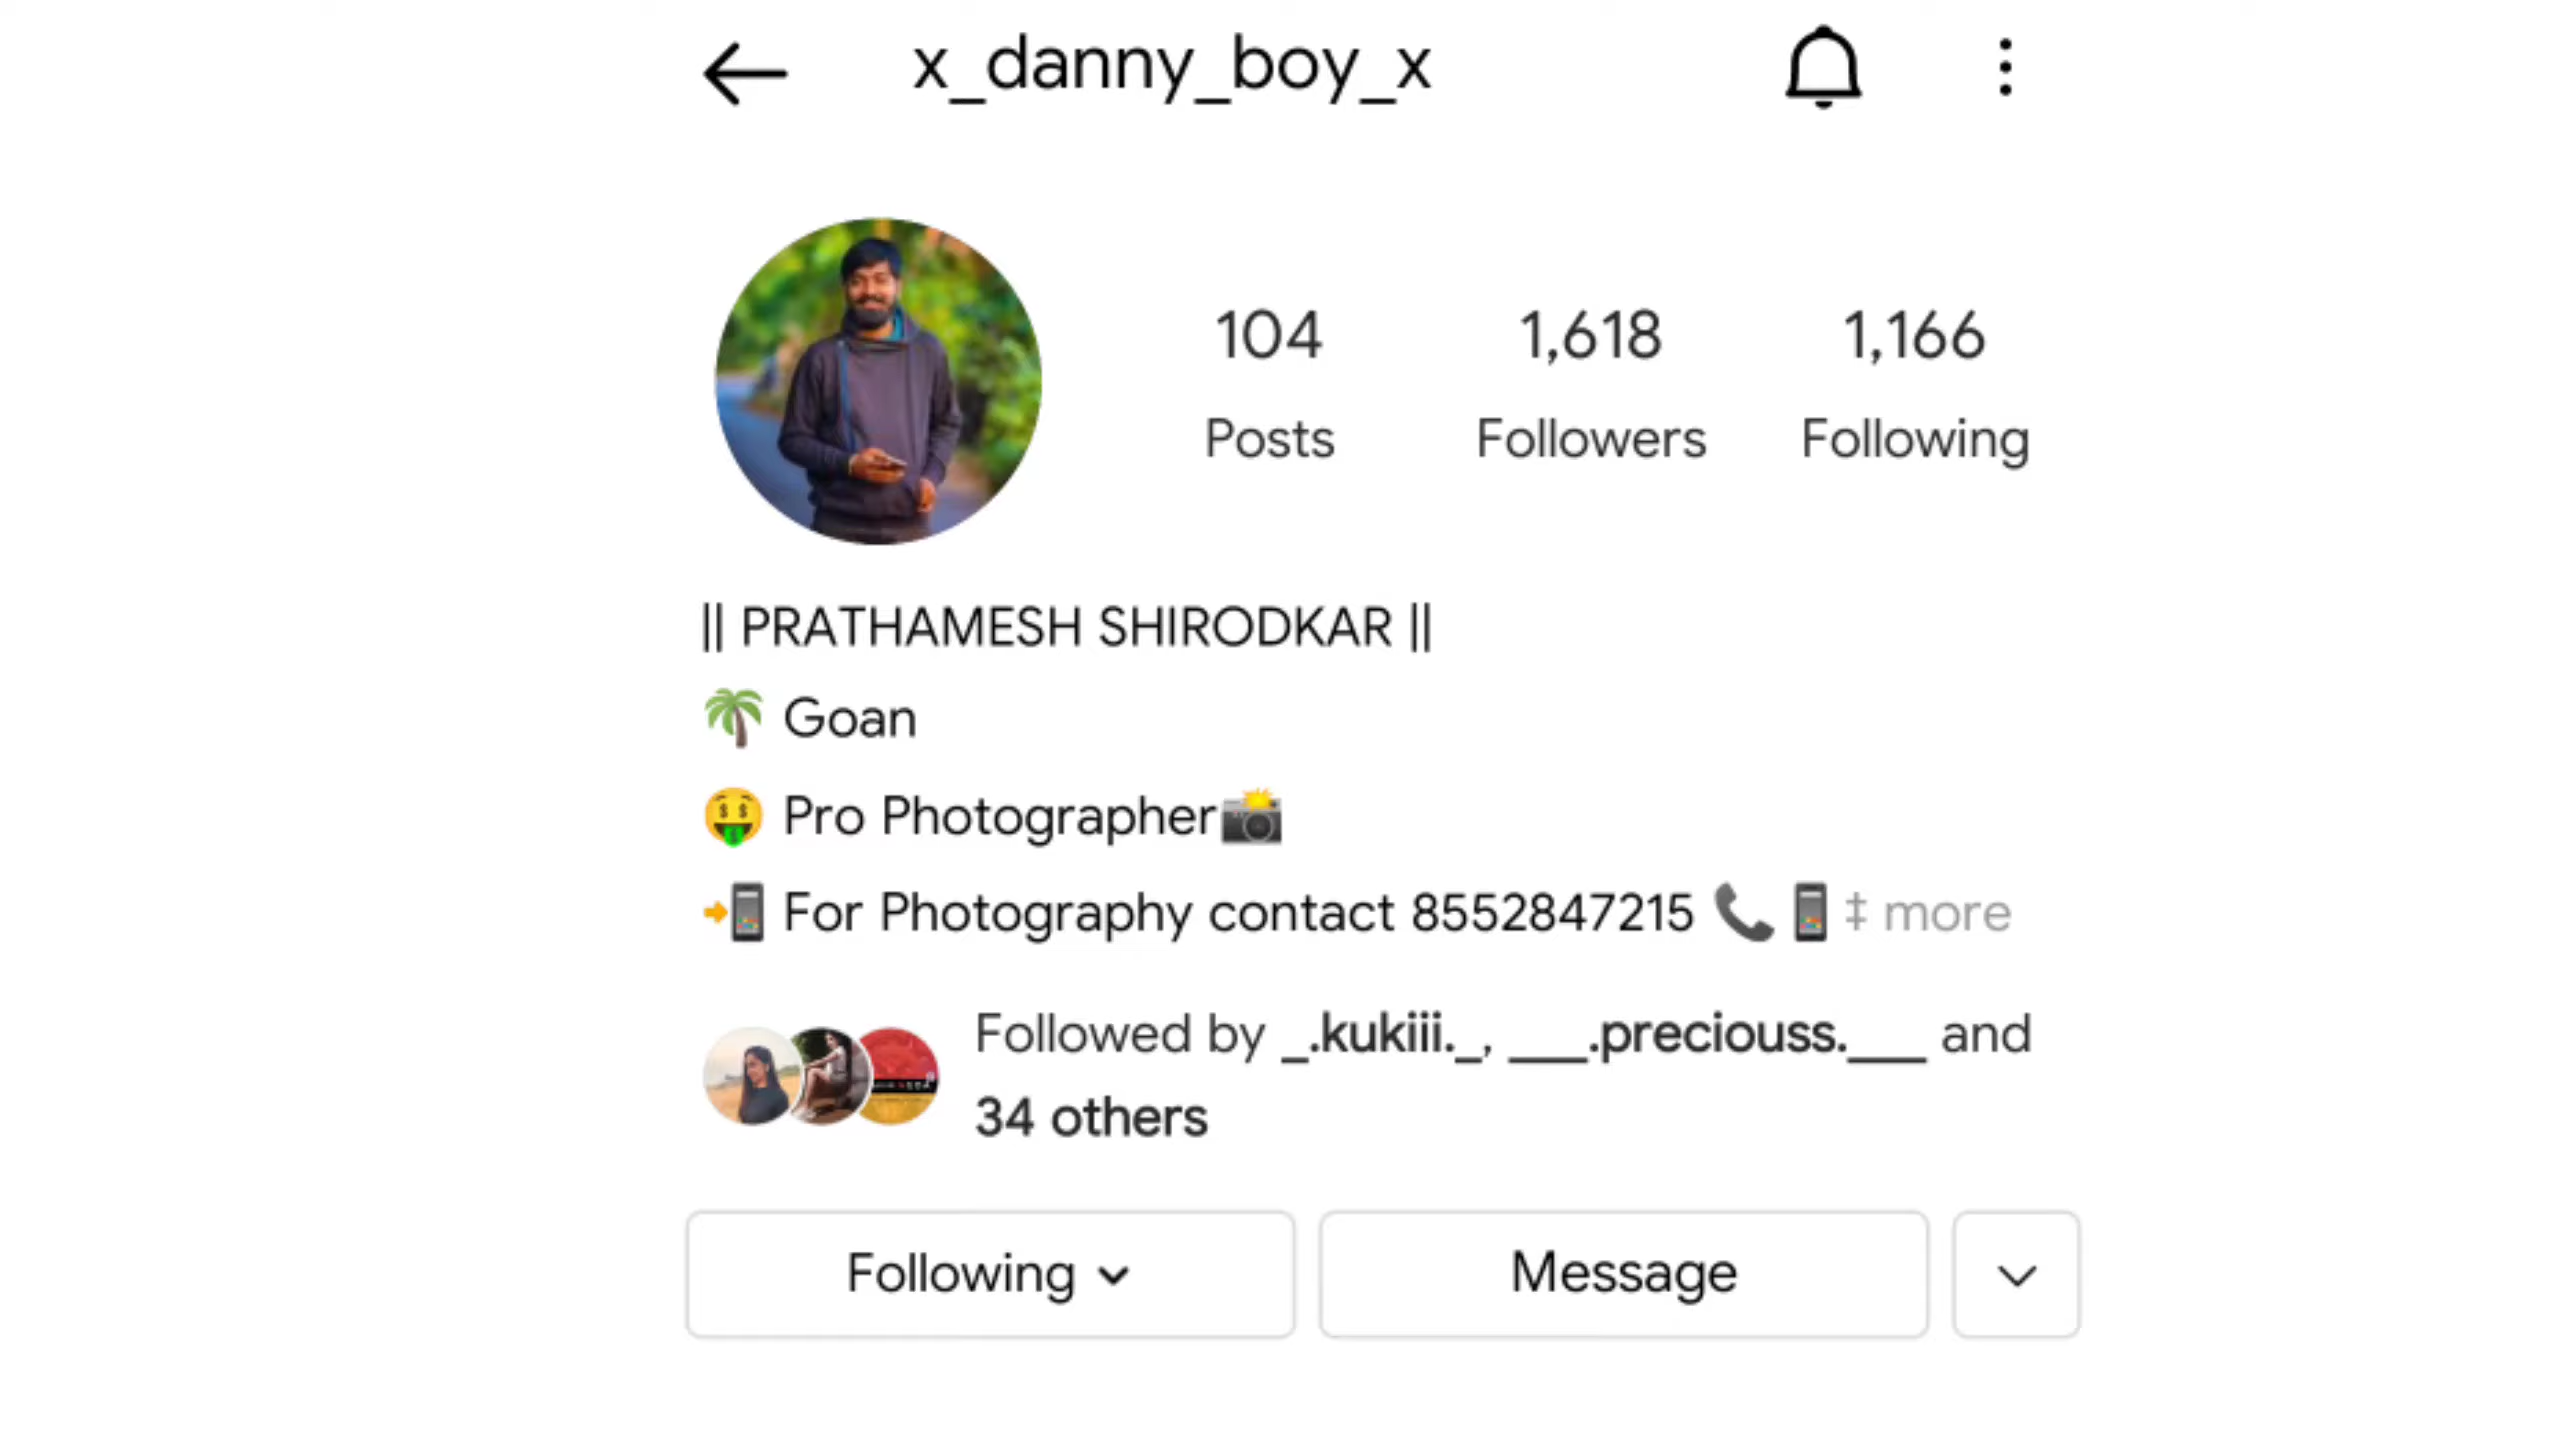 x_danny_boy_x
104 1,618 1,166
Posts Followers Following
|| PRATHAMESH SHIRODKAR ||
🌴 Goan
🤑 Pro Photographer📸
📲 For Photography contact 8552847215 📞📱‡ more
Followed by _.kukiii._, ___.preciouss.___ and
34 others
Following Message